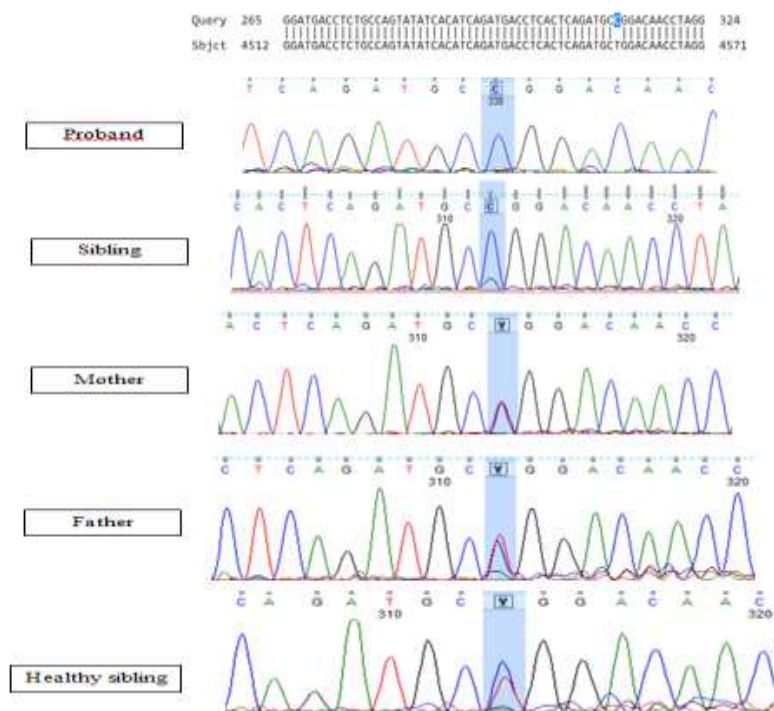 Query 265 GGATGACCTCTGCCAGTATATCACATCAGATGACCTCACTCAGATGCCGGACAACCTAGG 324
Sbjct 4512 GGATGACCTCTGCCAGTATATCACATCAGATGACCTCACTCAGATGCTGGACAACCTAGG 4571
T C A G A T G C C G G A C A A C
330
Proband
C A C T C A G A T G C C G G A C A A C C T A
310 320
Sibling
A C T C A G A T G C Y G G A C A A C C
310 320
Mother
C T C A G A T G C Y G G A C A A C C
310 320
Father
C A G A T G C Y G G A C A A C
310 320
Healthy sibling